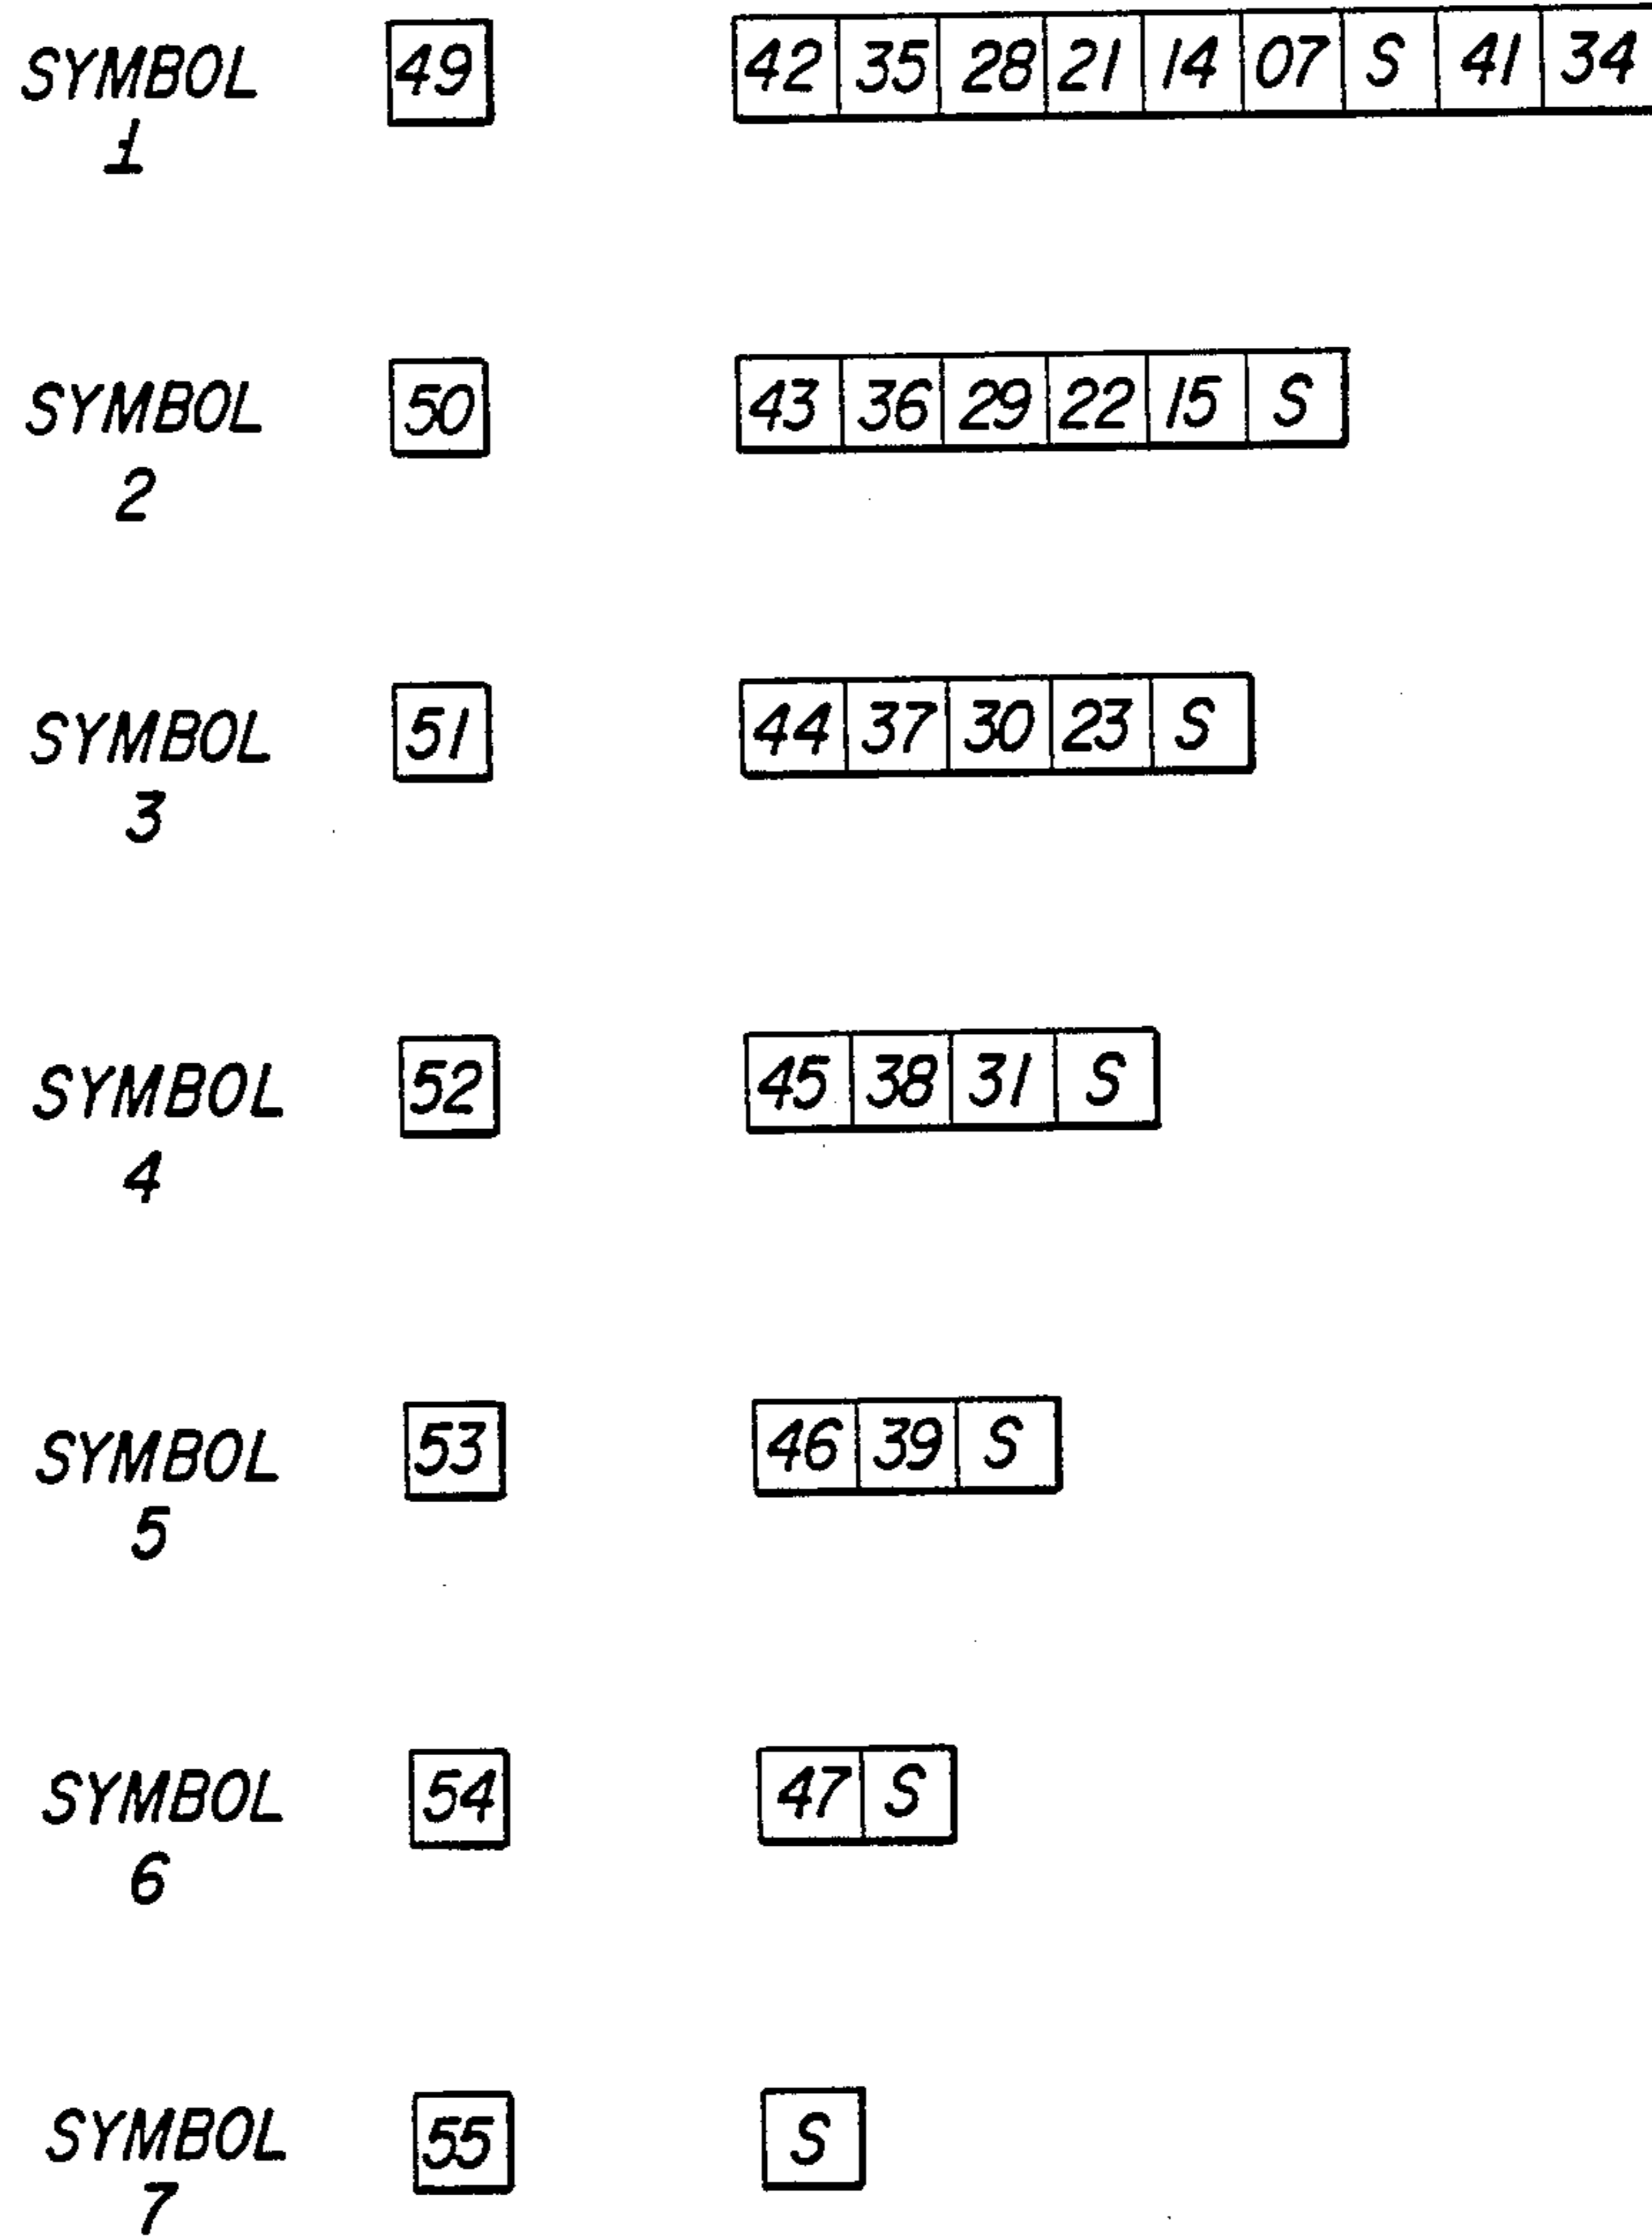 SYMBOL 49 42 35 28 21 14 07 S 41 34
1
SYMBOL 50 43 36 29 22 15 S
2
SYMBOL 51 44 37 30 23 S
3
SYMBOL 52 45 38 31 S
4
SYMBOL 53 46 39 S
5
SYMBOL 54 47 S
6
SYMBOL 55 S
7